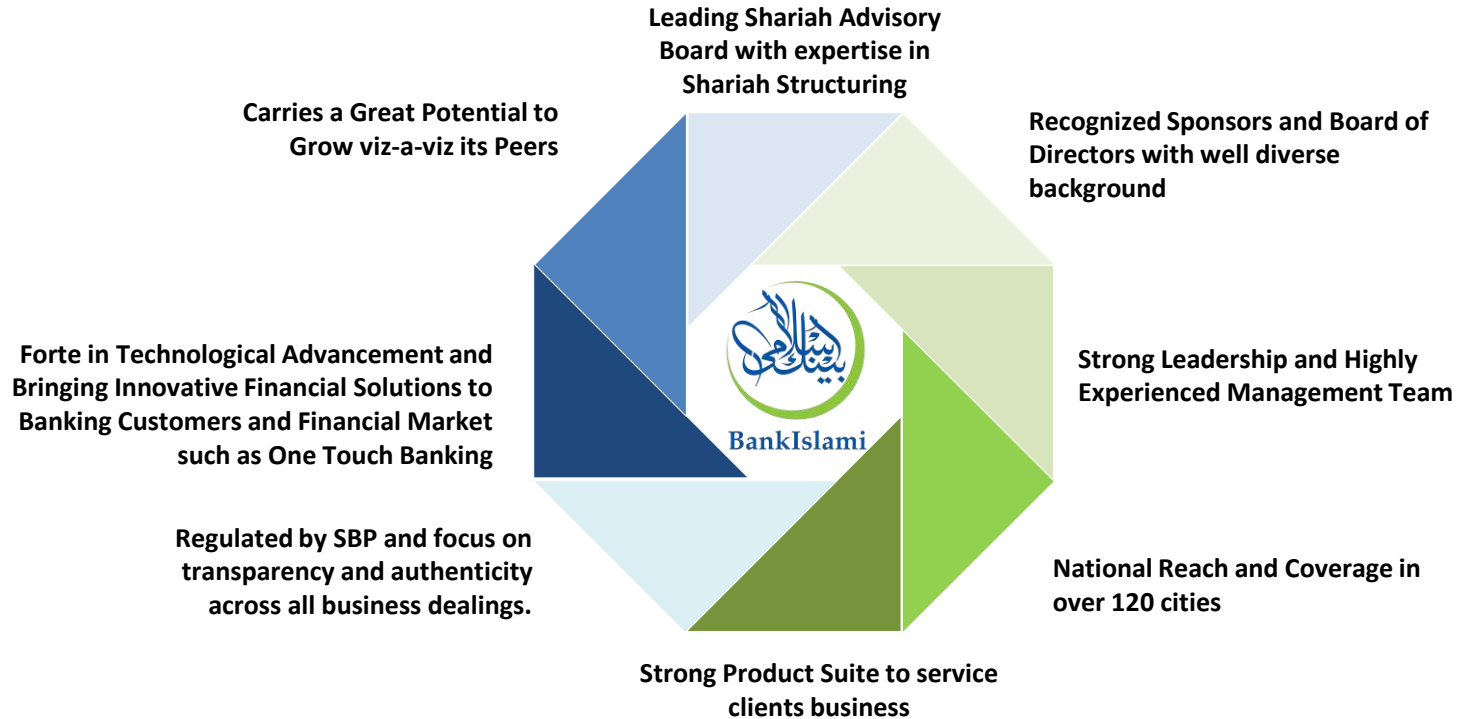 Leading Shariah Advisory
Board with expertise in
Shariah Structuring
Carries a Great Potential to
Grow viz-a-viz its Peers
Recognized Sponsors and Board of
Directors with well diverse
background
Forte in Technological Advancement and
Bringing Innovative Financial Solutions to
Banking Customers and Financial Market
such as One Touch Banking
بینک اسلامی
BankIslami
Strong Leadership and Highly
Experienced Management Team
Regulated by SBP and focus on
transparency and authenticity
across all business dealings.
National Reach and Coverage in
over 120 cities
Strong Product Suite to service
clients business